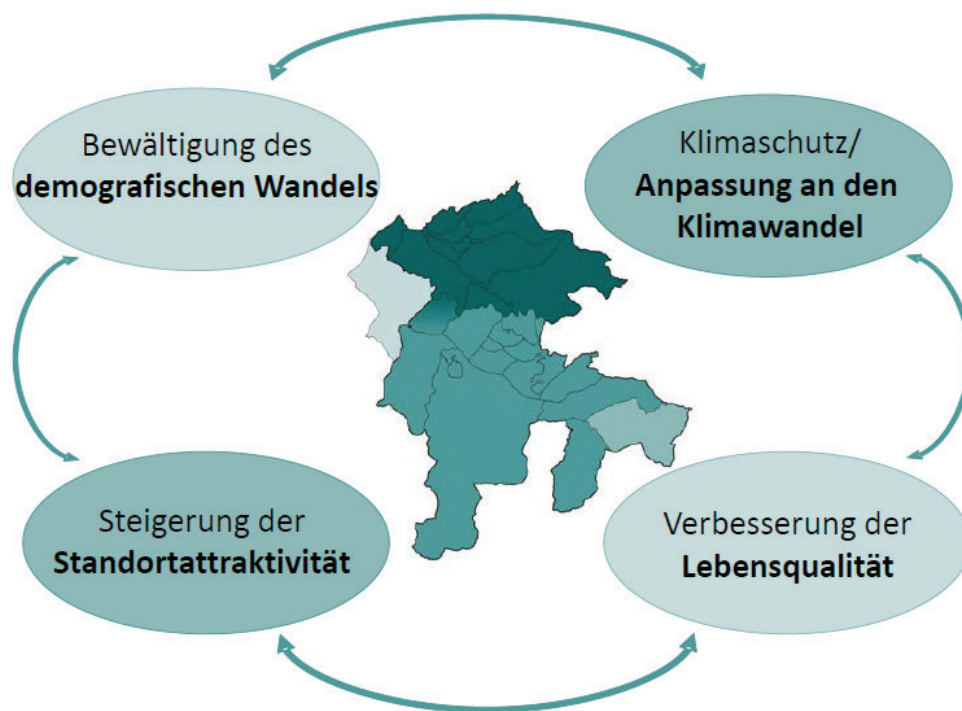 Bewältigung des
demografischen Wandels
Klimaschutz/
Anpassung an den
Klimawandel
Steigerung der
Standortattraktivität
Verbesserung der
Lebensqualität